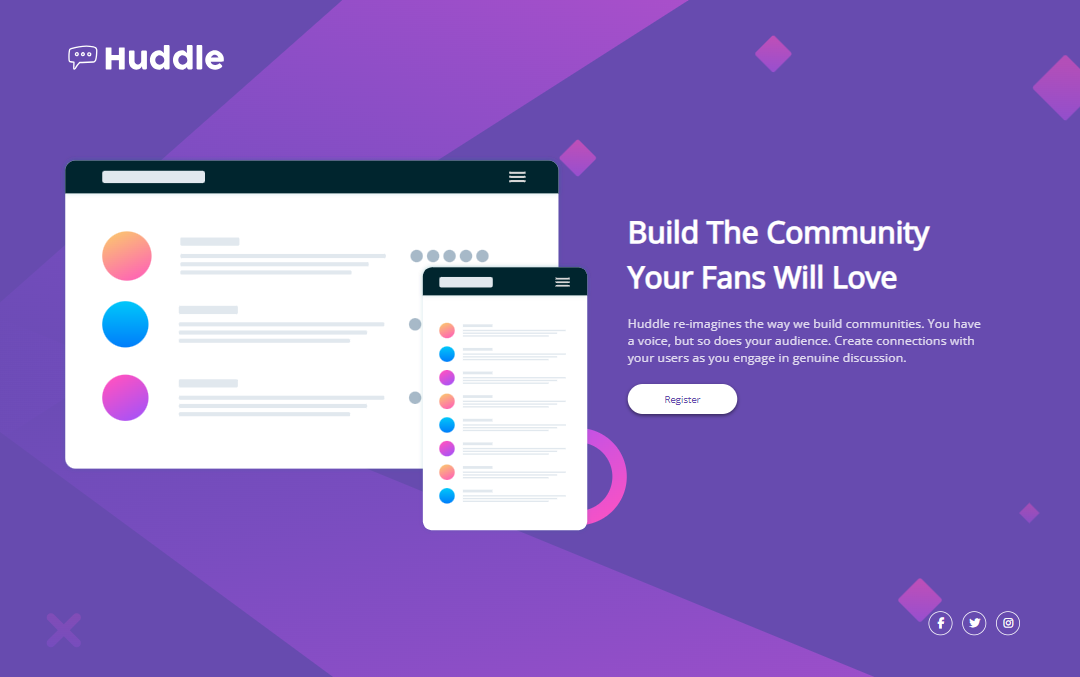 Huddle
Build The Community
Your Fans Will Love
Huddle re-imagines the way we build communities. You have
a voice, but so does your audience. Create connections with
your users as you engage in genuine discussion.
Register